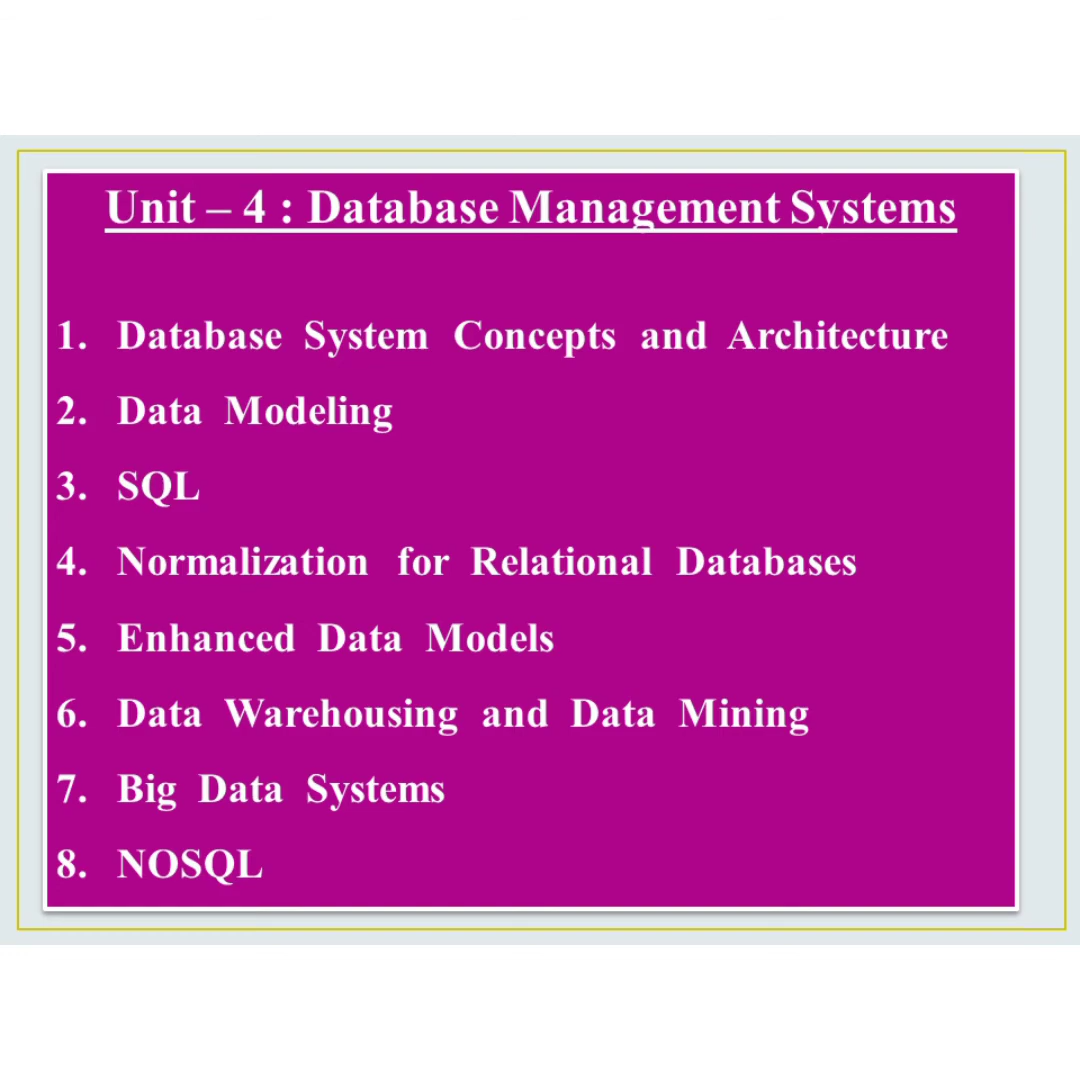 Unit – 4 : Database Management Systems
1. Database System Concepts and Architecture
2. Data Modeling
3. SQL
4. Normalization for Relational Databases
5. Enhanced Data Models
6. Data Warehousing and Data Mining
7. Big Data Systems
8. NOSQL